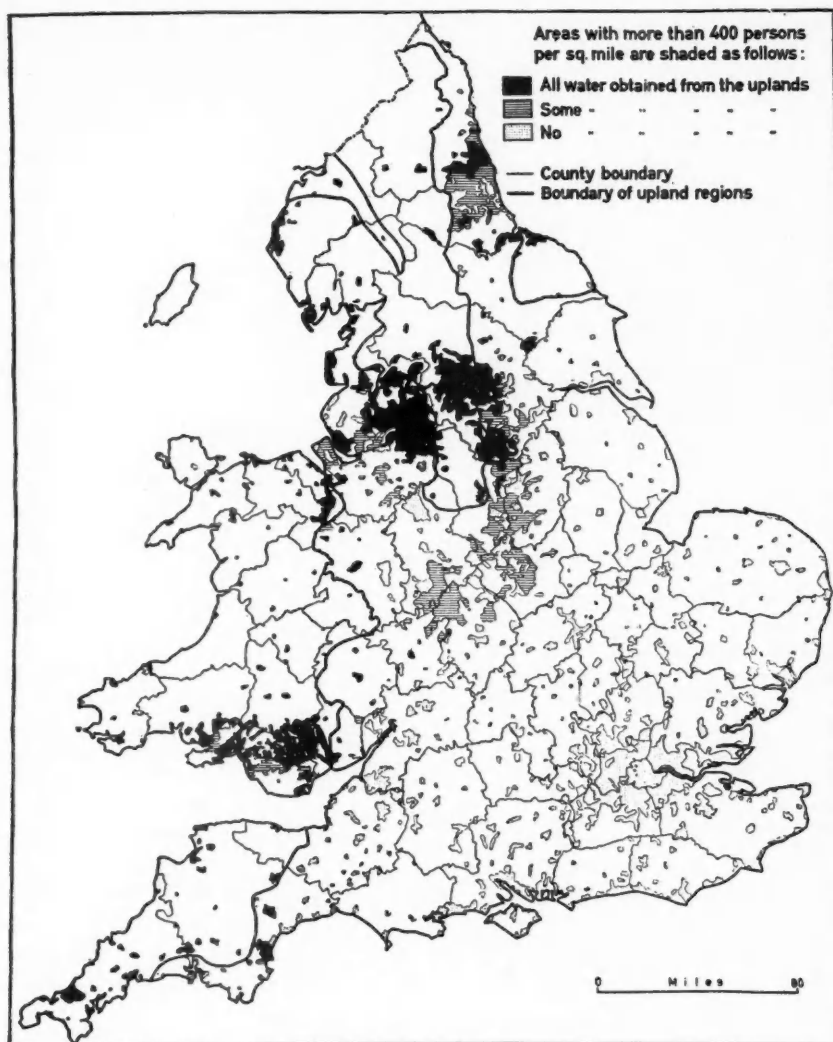 Areas with more than 400 persons
per sq. mile are shaded as follows:
All water obtained from the uplands
Some " " " " "
No " " " " "
County boundary
Boundary of upland regions
0 Miles 80